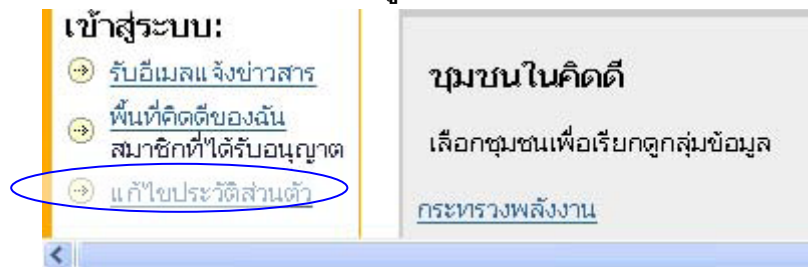 เข้าสู่ระบบ:
รับอีเมลแจ้งข่าวสาร
พื้นที่คิดดีของฉัน
สมาชิกที่ได้รับอนุญาต
แก้ไขประวัติส่วนตัว
ชุมชนในคิดดี
เลือกชุมชนเพื่อเรียกดูกลุ่มข้อมูล
กระทรวงพลังงาน